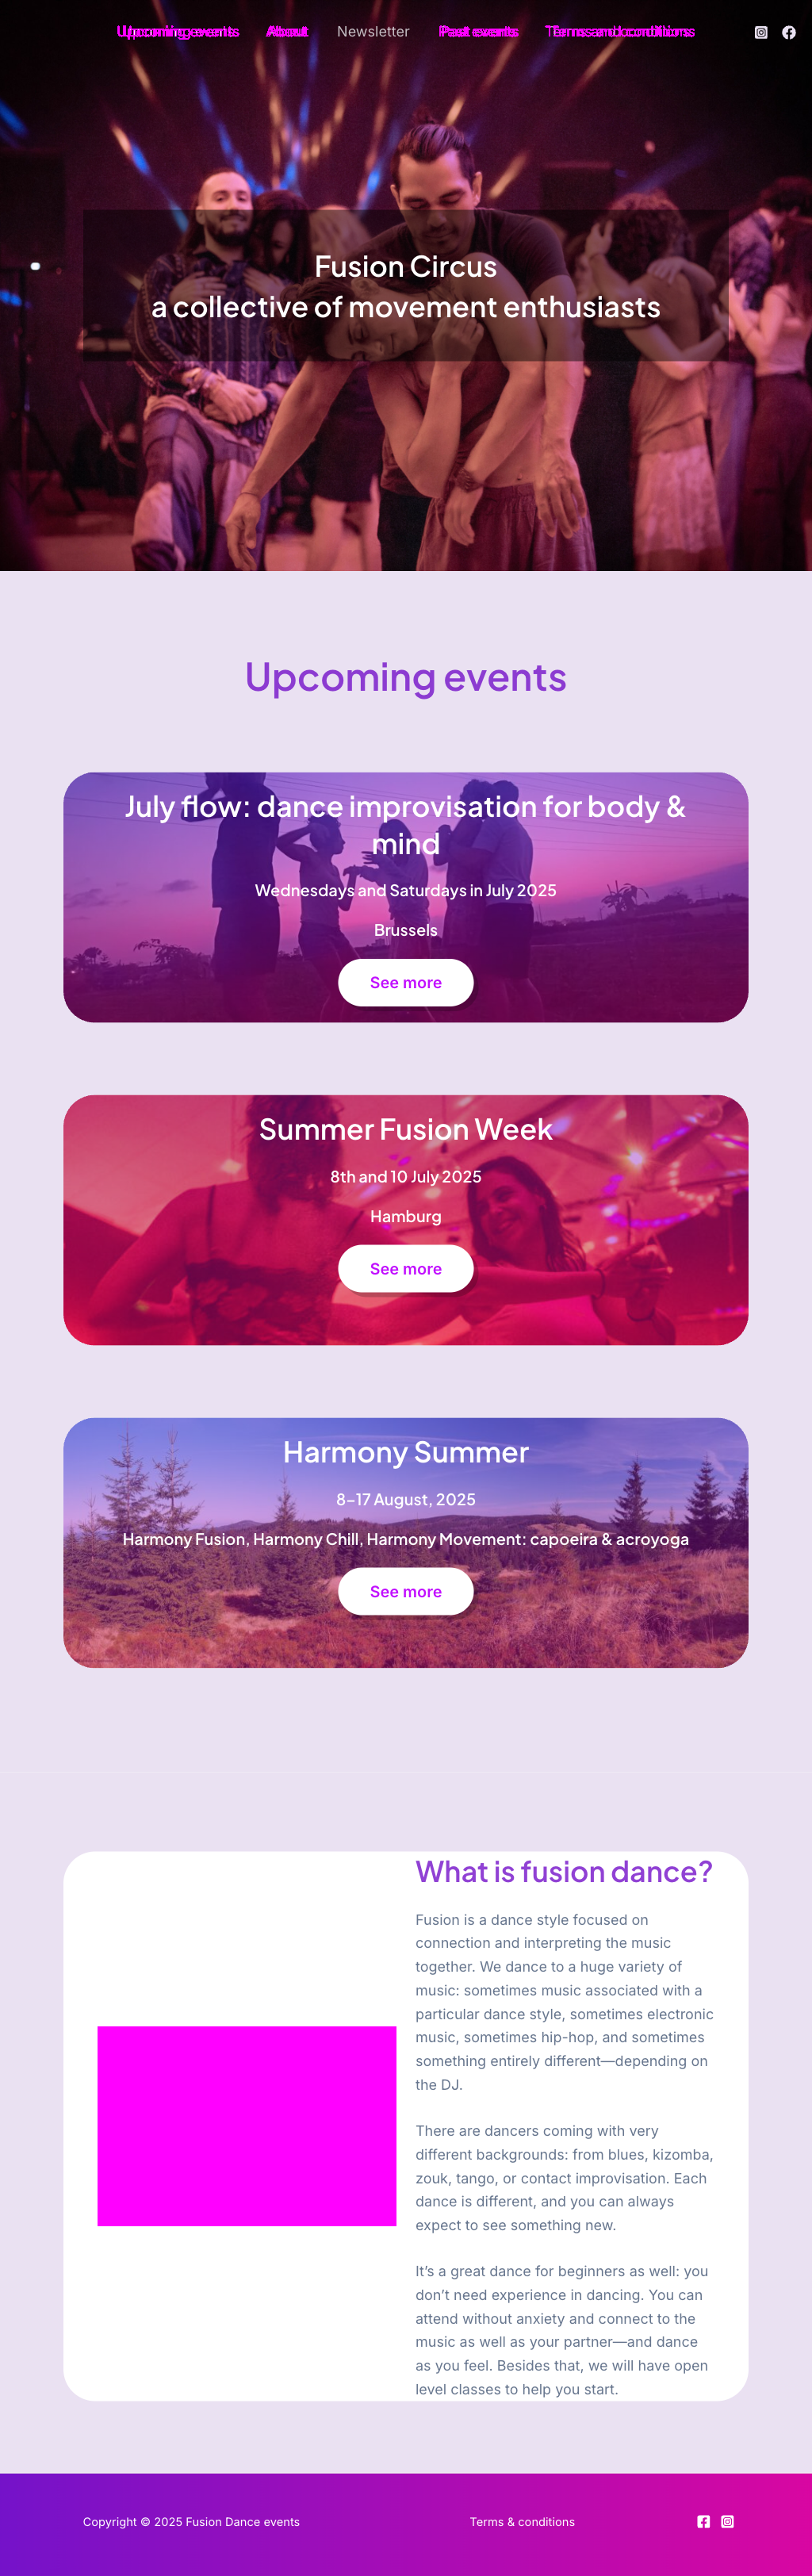 Upcoming events About Newsletter Past events Terms and conditions
Fusion Circus
a collective of movement enthusiasts
Upcoming events
July flow: dance improvisation for body &
mind
Wednesdays and Saturdays in July 2025
Brussels
See more
Summer Fusion Week
8th and 10 July 2025
Hamburg
See more
Harmony Summer
8–17 August, 2025
Harmony Fusion, Harmony Chill, Harmony Movement: capoeira & acroyoga
See more
What is fusion dance?
Fusion is a dance style focused on
connection and interpreting the music
together. We dance to a huge variety of
music: sometimes music associated with a
particular dance style, sometimes electronic
music, sometimes hip-hop, and sometimes
something entirely different—depending on
the DJ.
There are dancers coming with very
different backgrounds: from blues, kizomba,
zouk, tango, or contact improvisation. Each
dance is different, and you can always
expect to see something new.
It’s a great dance for beginners as well: you
don’t need experience in dancing. You can
attend without anxiety and connect to the
music as well as your partner—and dance
as you feel. Besides that, we will have open
level classes to help you start.
Copyright © 2025 Fusion Dance events
Terms & conditions